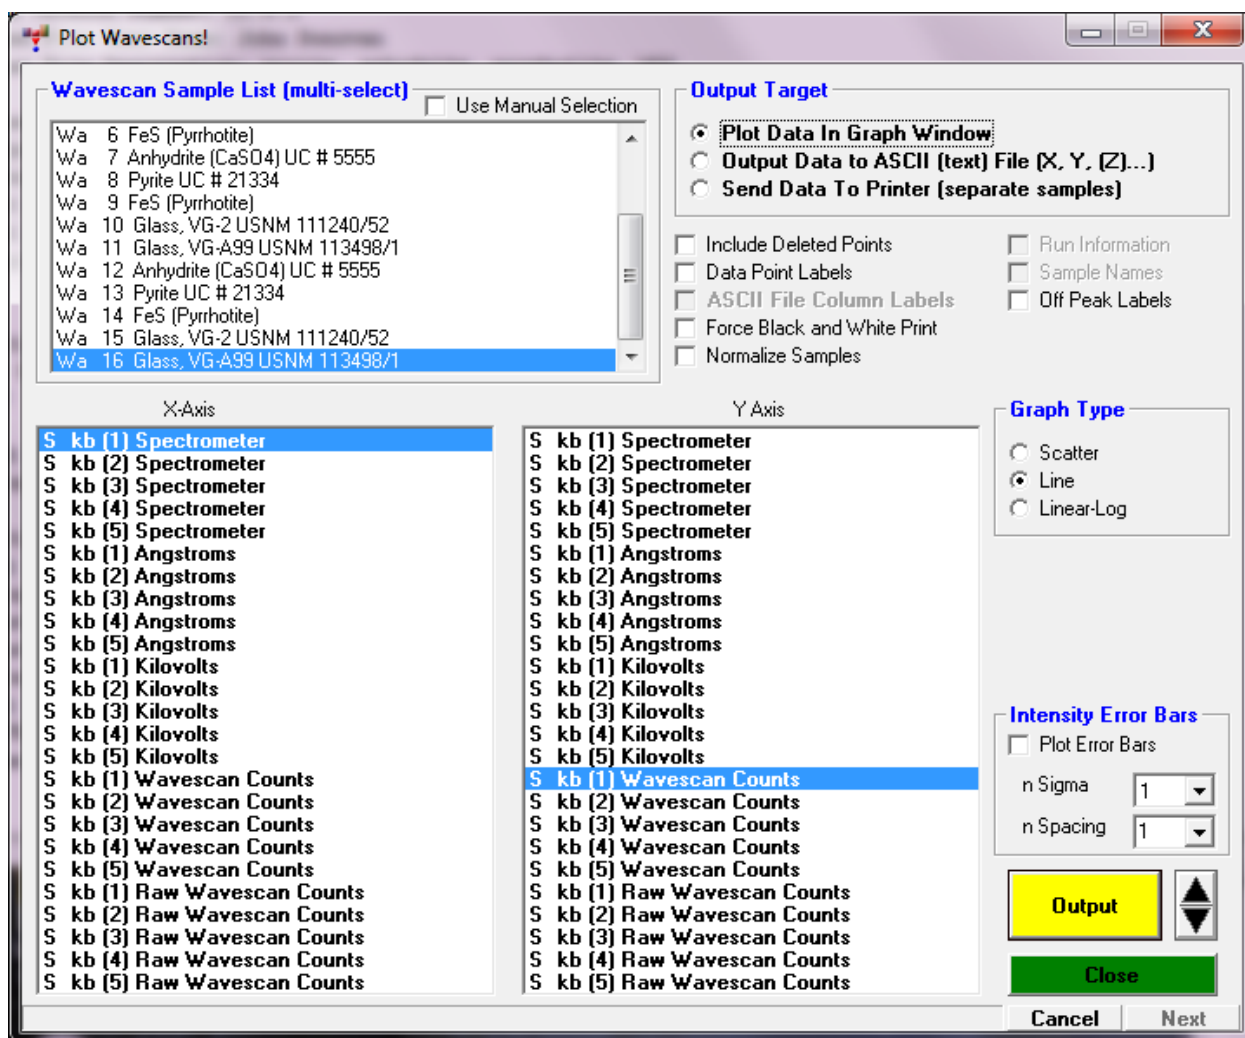 Plot Wavescans!
Wavescan Sample List (multi-select)
Use Manual Selection
Wa 6 FeS (Pyrrhotite)
Wa 7 Anhydrite (CaSO4) UC # 5555
Wa 8 Pyrite UC # 21334
Wa 9 FeS (Pyrrhotite)
Wa 10 Glass, VG-2 USNM 111240/52
Wa 11 Glass, VG-A99 USNM 113498/1
Wa 12 Anhydrite (CaSO4) UC # 5555
Wa 13 Pyrite UC # 21334
Wa 14 FeS (Pyrrhotite)
Wa 15 Glass, VG-2 USNM 111240/52
Wa 16 Glass, VG-A99 USNM 113498/1
Output Target
Plot Data In Graph Window
Output Data to ASCII (text) File (X, Y, (Z)...)
Send Data To Printer (separate samples)
Include Deleted Points
Data Point Labels
ASCII File Column Labels
Force Black and White Print
Normalize Samples
Run Information
Sample Names
Off Peak Labels
X-Axis
S kb (1) Spectrometer
S kb (2) Spectrometer
S kb (3) Spectrometer
S kb (4) Spectrometer
S kb (5) Spectrometer
S kb (1) Angstroms
S kb (2) Angstroms
S kb (3) Angstroms
S kb (4) Angstroms
S kb (5) Angstroms
S kb (1) Kilovolts
S kb (2) Kilovolts
S kb (3) Kilovolts
S kb (4) Kilovolts
S kb (5) Kilovolts
S kb (1) Wavescan Counts
S kb (2) Wavescan Counts
S kb (3) Wavescan Counts
S kb (4) Wavescan Counts
S kb (5) Wavescan Counts
S kb (1) Raw Wavescan Counts
S kb (2) Raw Wavescan Counts
S kb (3) Raw Wavescan Counts
S kb (4) Raw Wavescan Counts
S kb (5) Raw Wavescan Counts
Y Axis
S kb (1) Spectrometer
S kb (2) Spectrometer
S kb (3) Spectrometer
S kb (4) Spectrometer
S kb (5) Spectrometer
S kb (1) Angstroms
S kb (2) Angstroms
S kb (3) Angstroms
S kb (4) Angstroms
S kb (5) Angstroms
S kb (1) Kilovolts
S kb (2) Kilovolts
S kb (3) Kilovolts
S kb (4) Kilovolts
S kb (5) Kilovolts
S kb (1) Wavescan Counts
S kb (2) Wavescan Counts
S kb (3) Wavescan Counts
S kb (4) Wavescan Counts
S kb (5) Wavescan Counts
S kb (1) Raw Wavescan Counts
S kb (2) Raw Wavescan Counts
S kb (3) Raw Wavescan Counts
S kb (4) Raw Wavescan Counts
S kb (5) Raw Wavescan Counts
Graph Type
Scatter
Line
Linear-Log
Intensity Error Bars
Plot Error Bars
n Sigma 1
n Spacing 1
Output
Close
Cancel Next